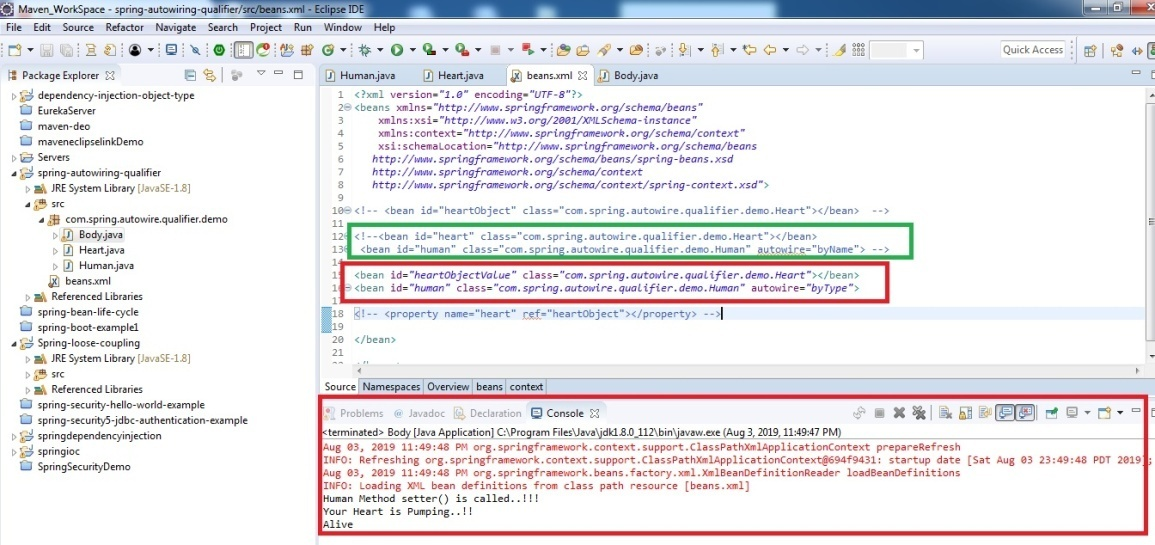 Maven_WorkSpace - spring-autowiring-qualifier/src/beans.xml - Eclipse IDE
File Edit Source Refactor Navigate Search Project Run Window Help
Quick Access
Package Explorer
dependency-injection-object-type
EurekaServer
maven-deo
maveneclipselinkDemo
Servers
spring-autowiring-qualifier
JRE System Library [JavaSE-1.8]
src
com.spring.autowire.qualifier.demo
Body.java
Heart.java
Human.java
beans.xml
Referenced Libraries
spring-bean-life-cycle
spring-boot-example1
Spring-loose-coupling
JRE System Library [JavaSE-1.8]
src
Referenced Libraries
spring-security-hello-world-example
spring-security5-jdbc-authentication-example
springdependencyinjection
springioc
SpringSecurityDemo
Human.java Heart.java beans.xml Body.java
1 <?xml version="1.0" encoding="UTF-8"?>
2 <beans xmlns="http://www.springframework.org/schema/beans"
3 xmlns:xsi="http://www.w3.org/2001/XMLSchema-instance"
4 xmlns:context="http://www.springframework.org/schema/context"
5 xsi:schemaLocation="http://www.springframework.org/schema/beans
6 http://www.springframework.org/schema/beans/spring-beans.xsd
7 http://www.springframework.org/schema/context
8 http://www.springframework.org/schema/context/spring-context.xsd">
9
10 <!-- <bean id="heartObject" class="com.spring.autowire.qualifier.demo.Heart"></bean> -->
11
12 <!--<bean id="heart" class="com.spring.autowire.qualifier.demo.Heart"></bean>
13 <bean id="human" class="com.spring.autowire.qualifier.demo.Human" autowire="byName"> -->
14
15 <bean id="heartObjectValue" class="com.spring.autowire.qualifier.demo.Heart"></bean>
16 <bean id="human" class="com.spring.autowire.qualifier.demo.Human" autowire="byType">
18 <!-- <property name="heart" ref="heartObject"></property> -->
19
20 </bean>
21
Source Namespaces Overview beans context
Problems Javadoc Declaration Console
<terminated> Body [Java Application] C:\Program Files\Java\jdk1.8.0_112\bin\javaw.exe (Aug 3, 2019, 11:49:47 PM)
Aug 03, 2019 11:49:48 PM org.springframework.context.support.ClassPathXmlApplicationContext prepareRefresh
INFO: Refreshing org.springframework.context.support.ClassPathXmlApplicationContext@694f9431: startup date [Sat Aug 03 23:49:48 PDT 2019];
Aug 03, 2019 11:49:48 PM org.springframework.beans.factory.xml.XmlBeanDefinitionReader loadBeanDefinitions
INFO: Loading XML bean definitions from class path resource [beans.xml]
Human Method setter() is called..!!!
Your Heart is Pumping..!!
Alive